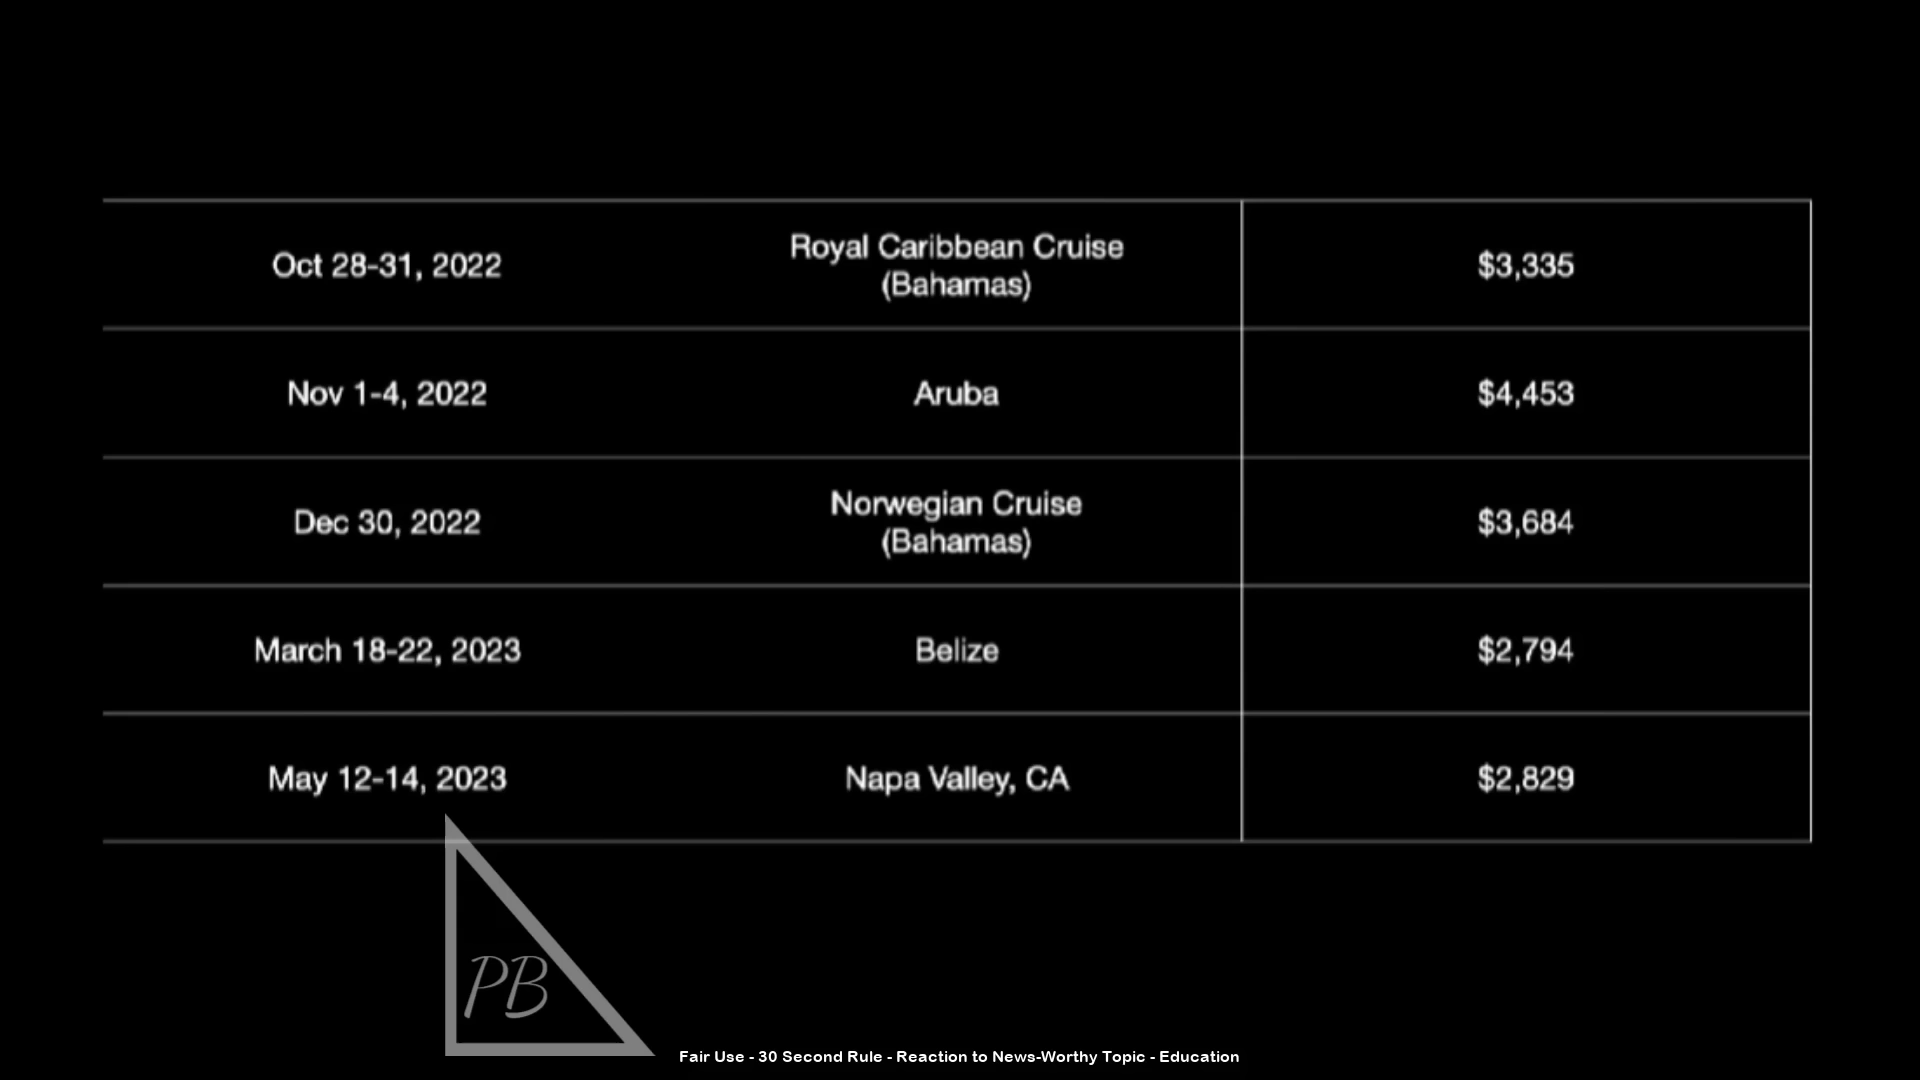 Oct 28-31, 2022
Royal Caribbean Cruise
(Bahamas)
$3,335
Nov 1-4, 2022
Aruba
$4,453
Dec 30, 2022
Norwegian Cruise
(Bahamas)
$3,684
March 18-22, 2023
Belize
$2,794
May 12-14, 2023
Napa Valley, CA
$2,829
PB
Fair Use - 30 Second Rule - Reaction to News-Worthy Topic - Education